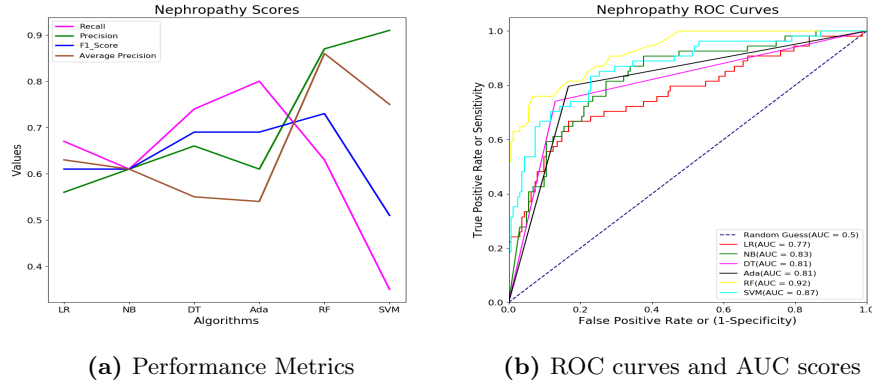 Nephropathy Scores
Recall
Precision
F1_Score
Average Precision
0.9
0.8
0.7
0.6
0.5
0.4
Values
LR NB DT Ada RF SVM
Algorithms
(a) Performance Metrics
Nephropathy ROC Curves
1.0
0.8
0.6
0.4
0.2
0.0
True Positive Rate or Sensitivity
Random Guess(AUC = 0.5)
LR(AUC = 0.77)
NB(AUC = 0.83)
DT(AUC = 0.81)
Ada(AUC = 0.81)
RF(AUC = 0.92)
SVM(AUC = 0.87)
0.0 0.2 0.4 0.6 0.8 1.0
False Positive Rate or (1-Specificity)
(b) ROC curves and AUC scores